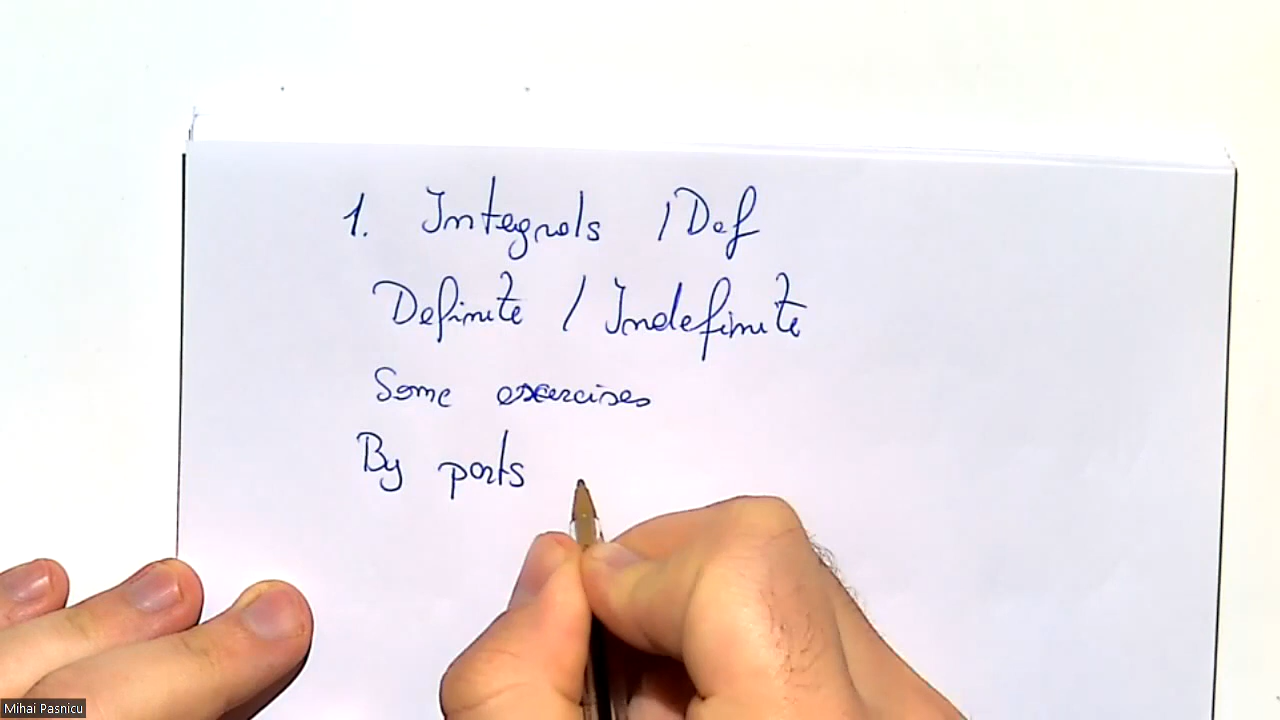 1. Integrals /Def
Definite / Indefinite
Some exercises
By parts
Mihai Pasnicu